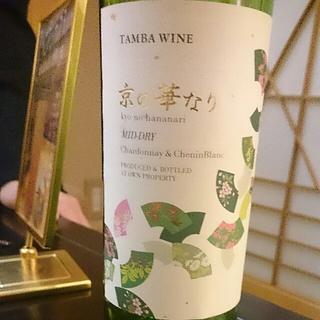 TAMBA WINE
京の華なり
kyo no hananari
MID-DRY
Chardonnay & CheninBlanc
PRODUCED & BOTTLED
AT OWN PROPERTY